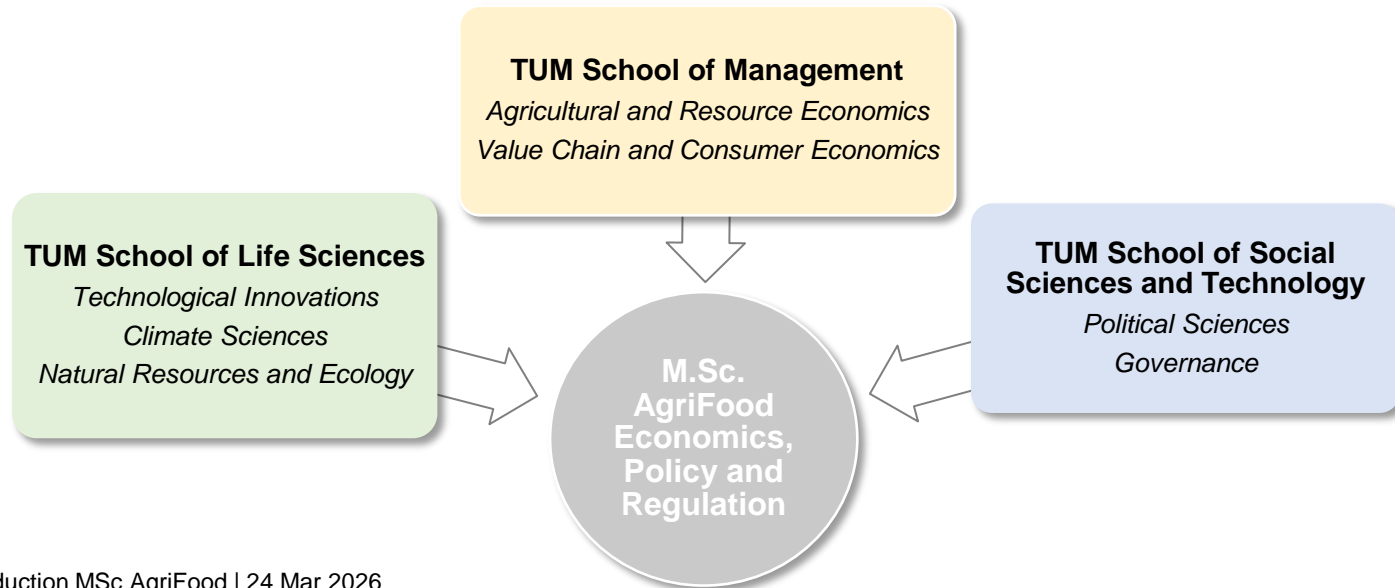 TUM School of Management
Agricultural and Resource Economics
Value Chain and Consumer Economics
TUM School of Life Sciences
Technological Innovations
Climate Sciences
Natural Resources and Ecology
TUM School of Social
Sciences and Technology
Political Sciences
Governance
M.Sc.
AgriFood
Economics,
Policy and
Regulation
MSc AgriFood | 24 Mar 2026